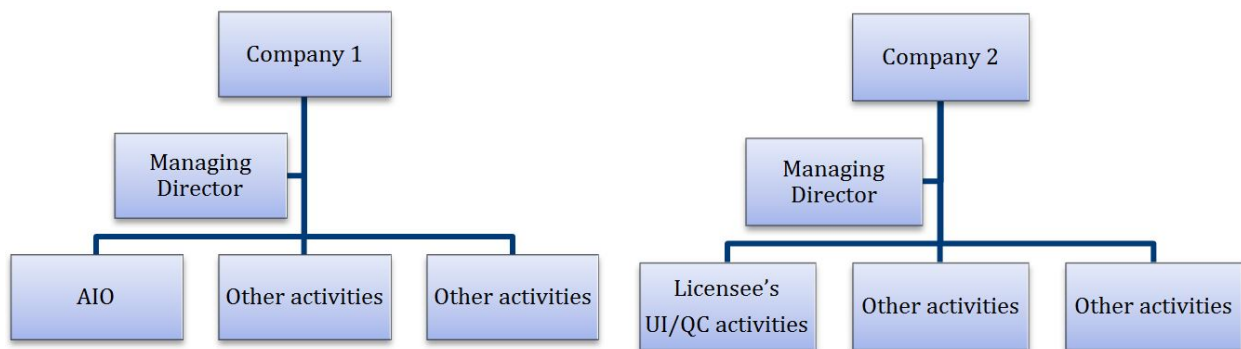 Company 1
Managing
Director
AIO
Other activities
Other activities
Company 2
Managing
Director
Licensee’s
UI/QC activities
Other activities
Other activities